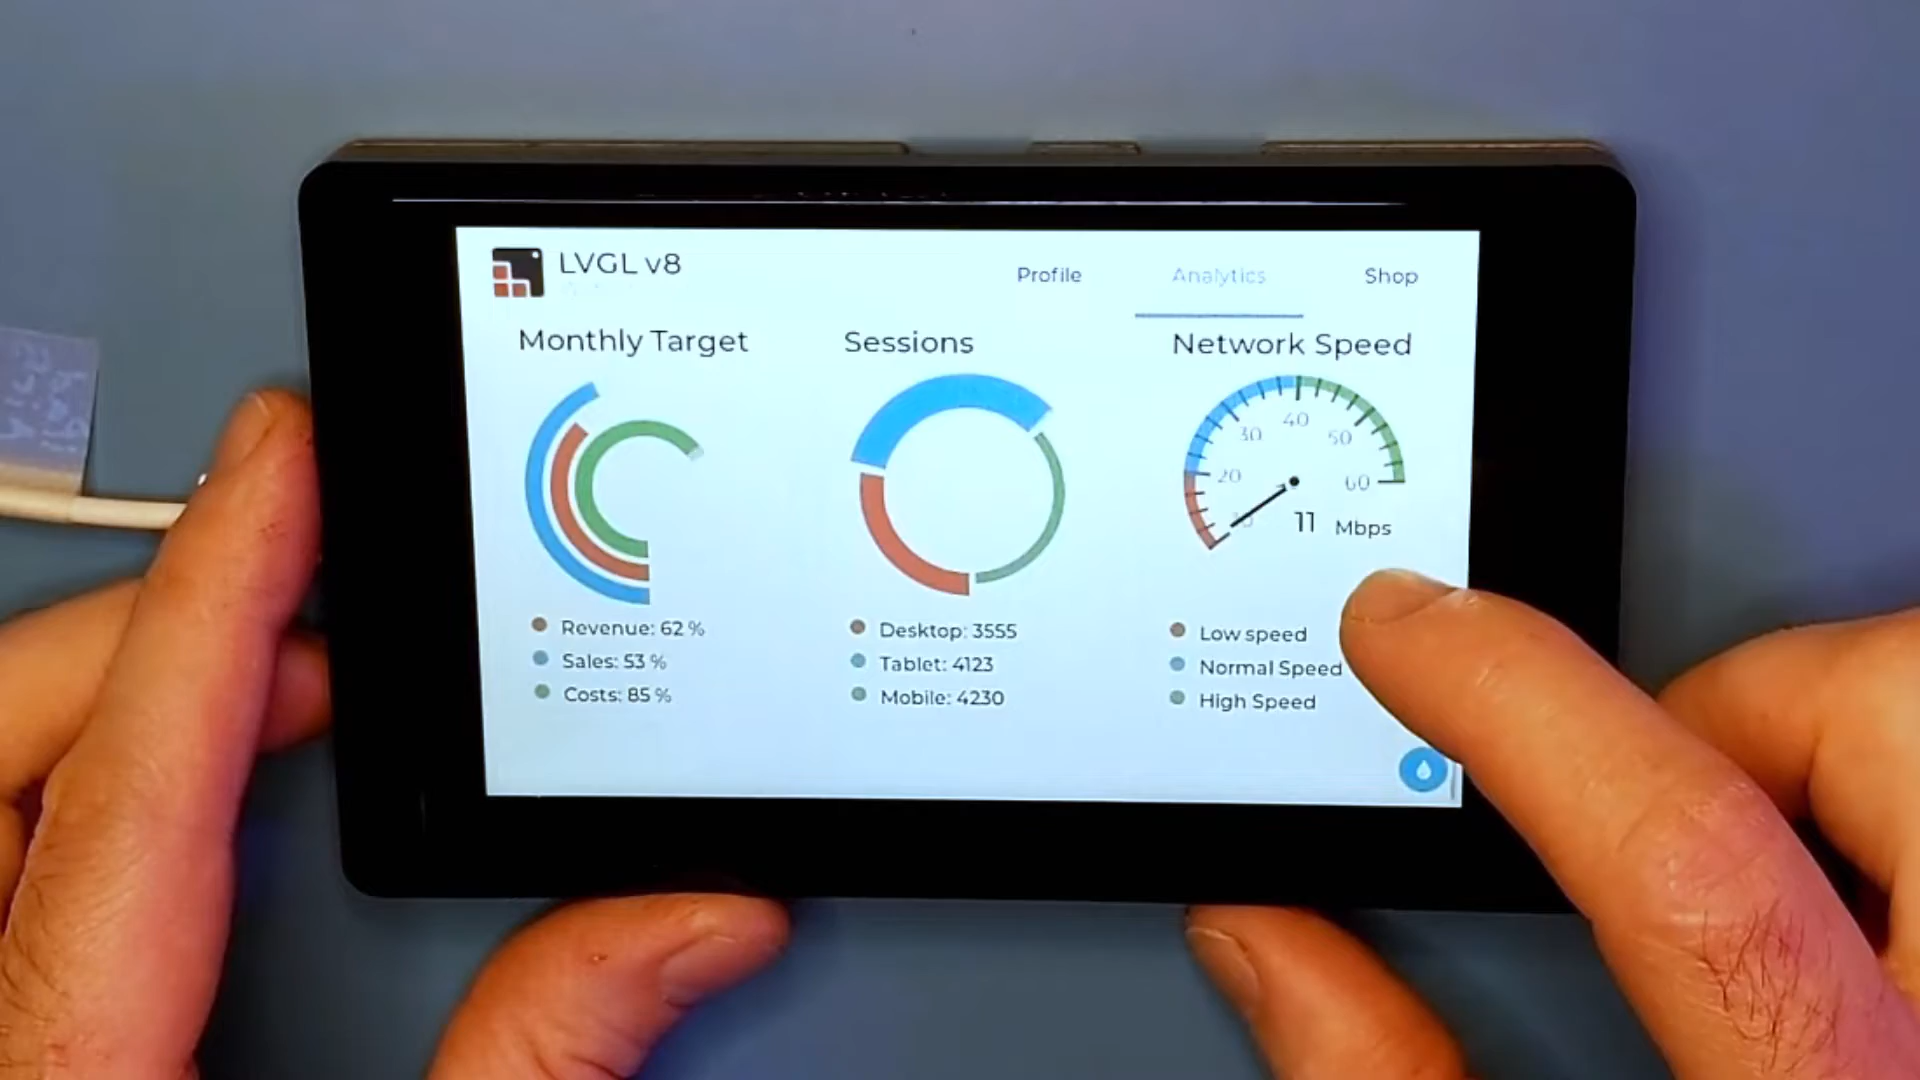 LVGL v8
Profile
Analytics
Shop
Monthly Target
Revenue: 62 %
Sales: 53 %
Costs: 85 %
Sessions
Desktop: 3555
Tablet: 4123
Mobile: 4230
Network Speed
20
30
40
50
60
11 Mbps
Low speed
Normal Speed
High Speed